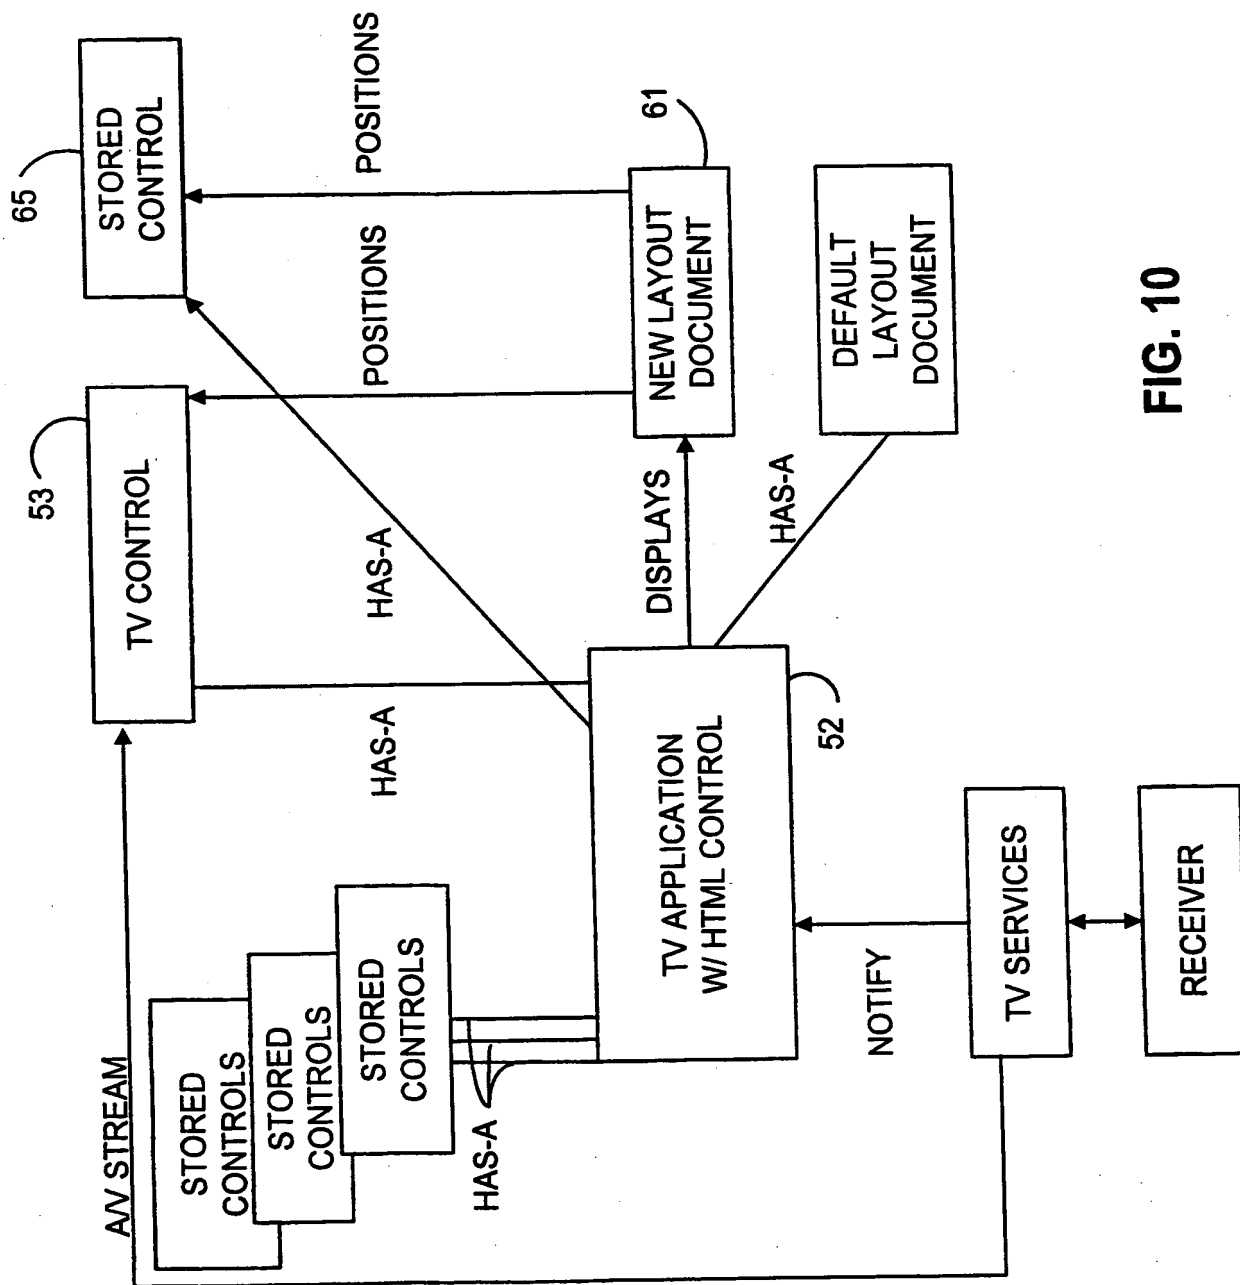 A/V STREAM
STORED
CONTROLS
STORED
CONTROLS
STORED
CONTROLS
HAS-A
TV CONTROL
53
STORED
CONTROL
65
HAS-A
HAS-A
POSITIONS
POSITIONS
TV APPLICATION
W/ HTML CONTROL
52
DISPLAYS
NEW LAYOUT
DOCUMENT
61
HAS-A
DEFAULT
LAYOUT
DOCUMENT
NOTIFY
TV SERVICES
RECEIVER
FIG. 10